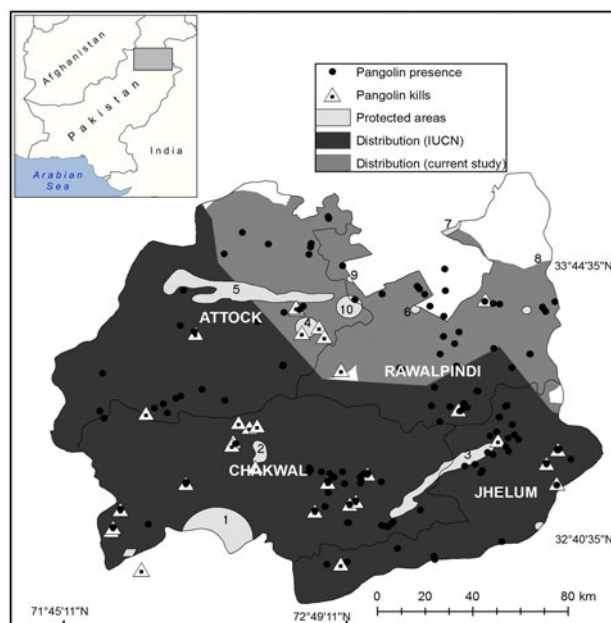 Afghanistan
Pakistan
India
Arabian
Sea
Pangolin presence
Pangolin kills
Protected areas
Distribution (IUCN)
Distribution (current study)
7
8
33°44'35"N
9
5
10
6
4
ATTOCK
RAWALPINDI
2
3
CHAKWAL
JHELUM
1
32°40'35"N
71°45'11"N
72°49'11"N
0 20 40 60 80 km